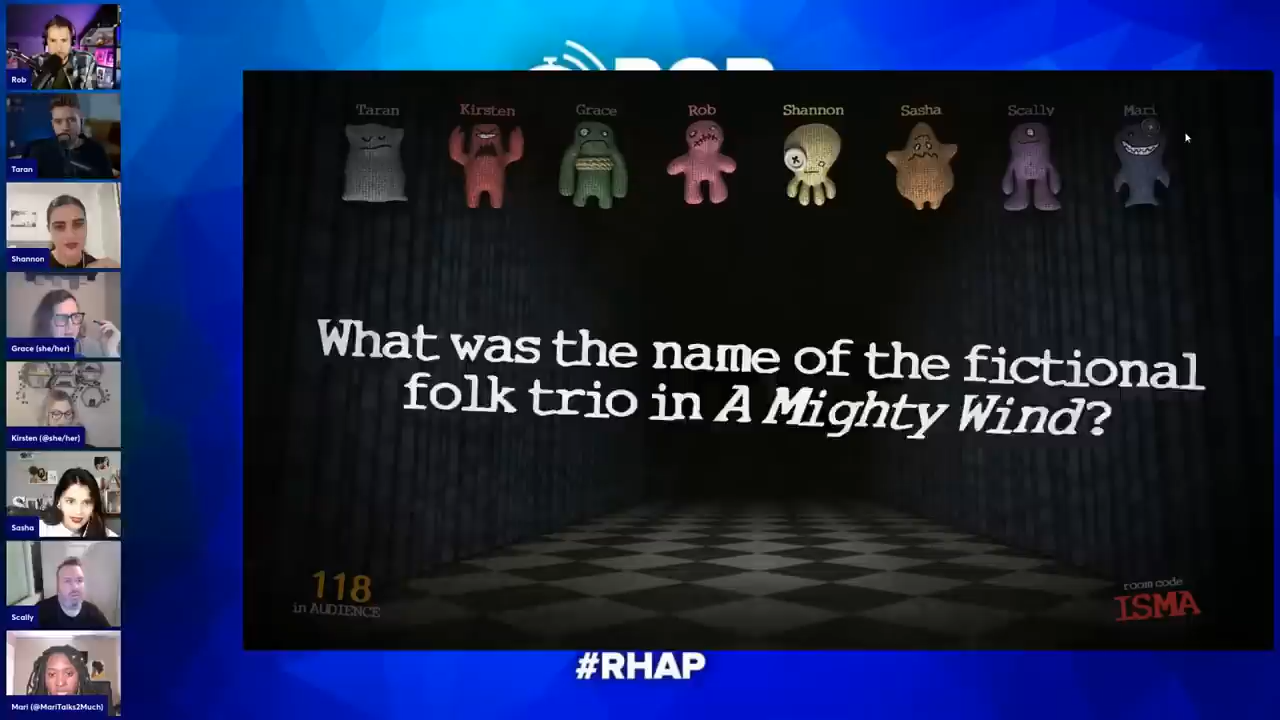 Rob
Taran
Shannon
Grace (she/her)
Kirsten (@she/her)
Sasha
Scally
Mari (@MariTalks2Much)
Taran Kirsten Grace Rob Shannon Sasha Scally Mari
What was the name of the fictional
folk trio in A Mighty Wind?
118
in AUDIENCE
room code
ISMA
#RHAP